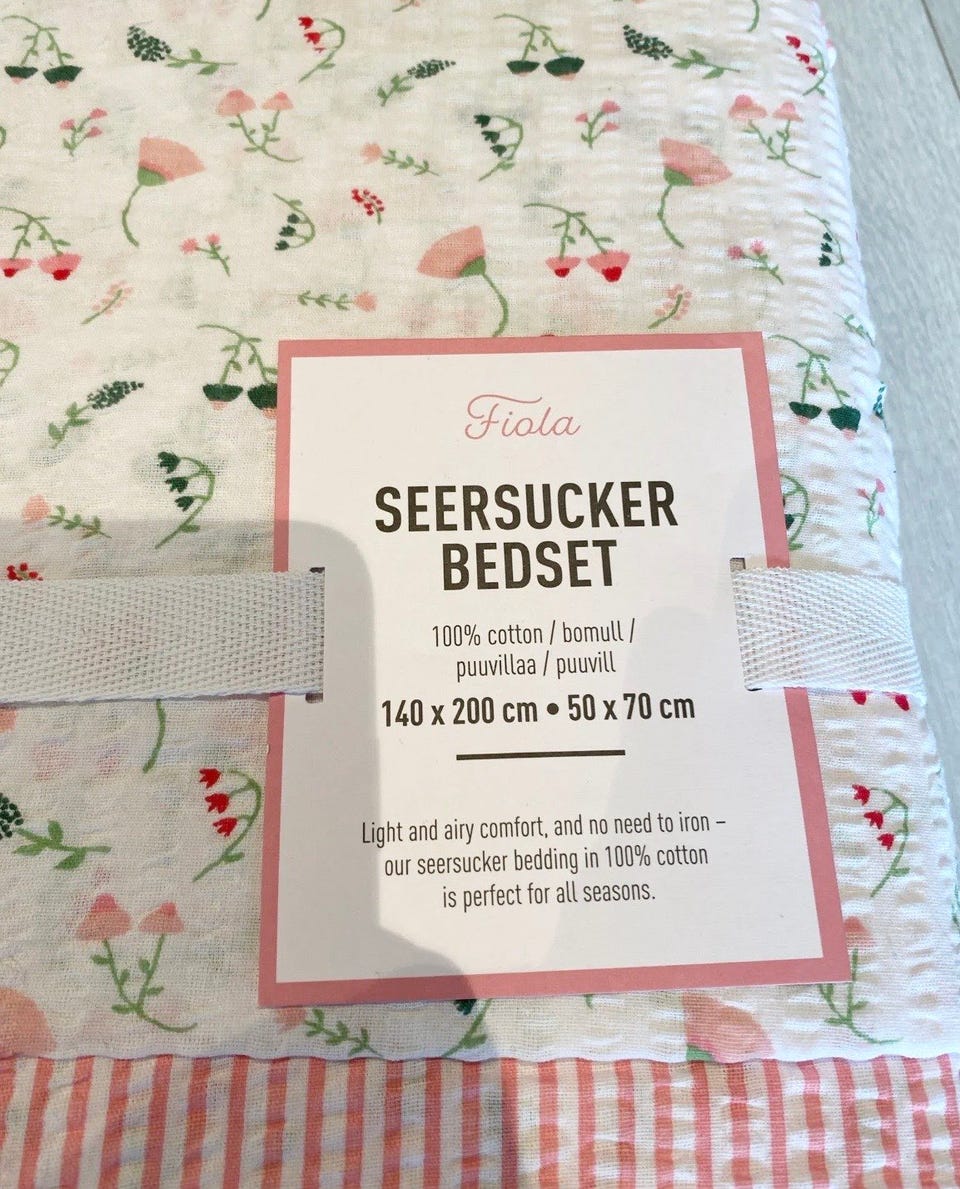 Fiola
SEERSUCKER
BEDSET
100% cotton / bomull /
puuvillaa / puuvill
140 x 200 cm • 50 x 70 cm
Light and airy comfort, and no need to iron –
our seersucker bedding in 100% cotton
is perfect for all seasons.